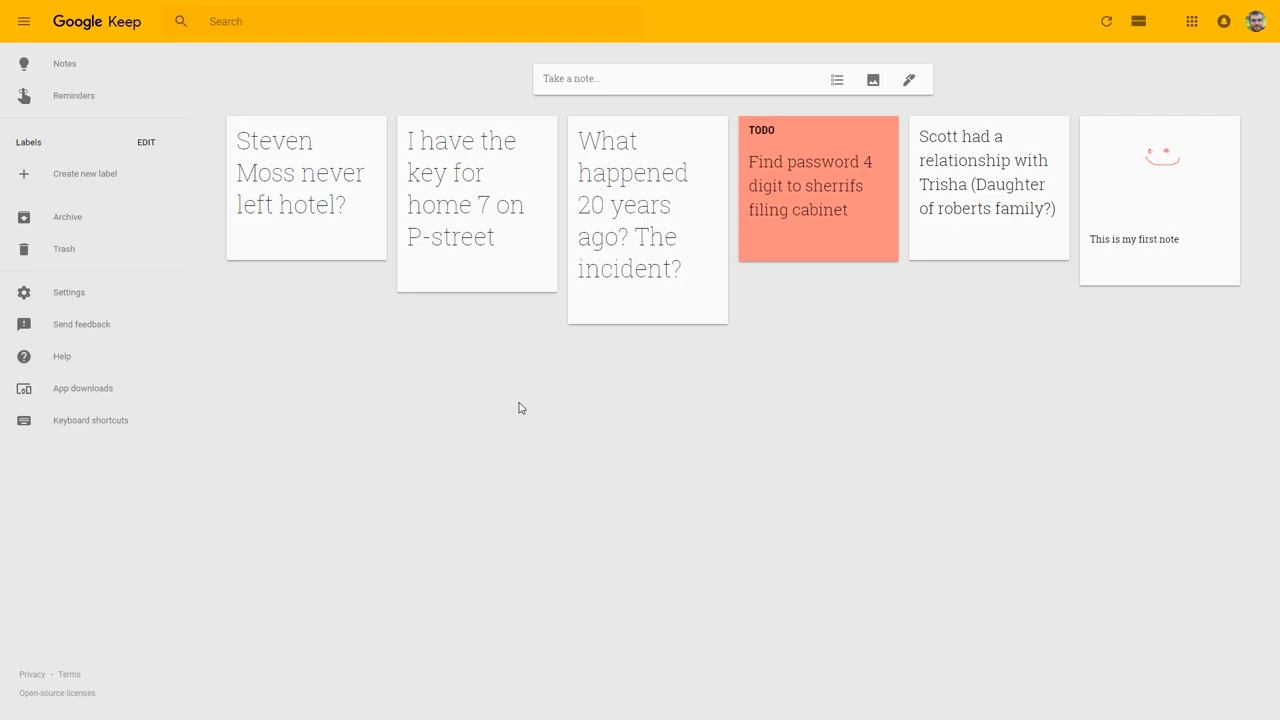 Google Keep
Search
Notes
Reminders
Labels EDIT
Create new label
Archive
Trash
Settings
Send feedback
Help
App downloads
Keyboard shortcuts
Privacy • Terms
Open-source licenses
Take a note...
Steven
Moss never
left hotel?
I have the
key for
home 7 on
P-street
What
happened
20 years
ago? The
incident?
TODO
Find password 4
digit to sherrifs
filing cabinet
Scott had a
relationship with
Trisha (Daughter
of roberts family?)
This is my first note